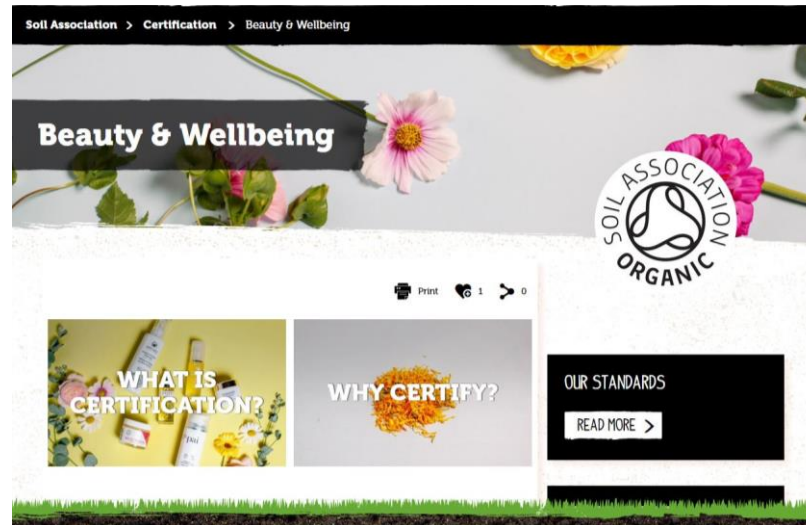 Soil Association > Certification > Beauty & Wellbeing
Beauty & Wellbeing
SOIL ASSOCIATION
ORGANIC
Print 1 0
WHAT IS
CERTIFICATION?
WHY CERTIFY?
OUR STANDARDS
READ MORE >